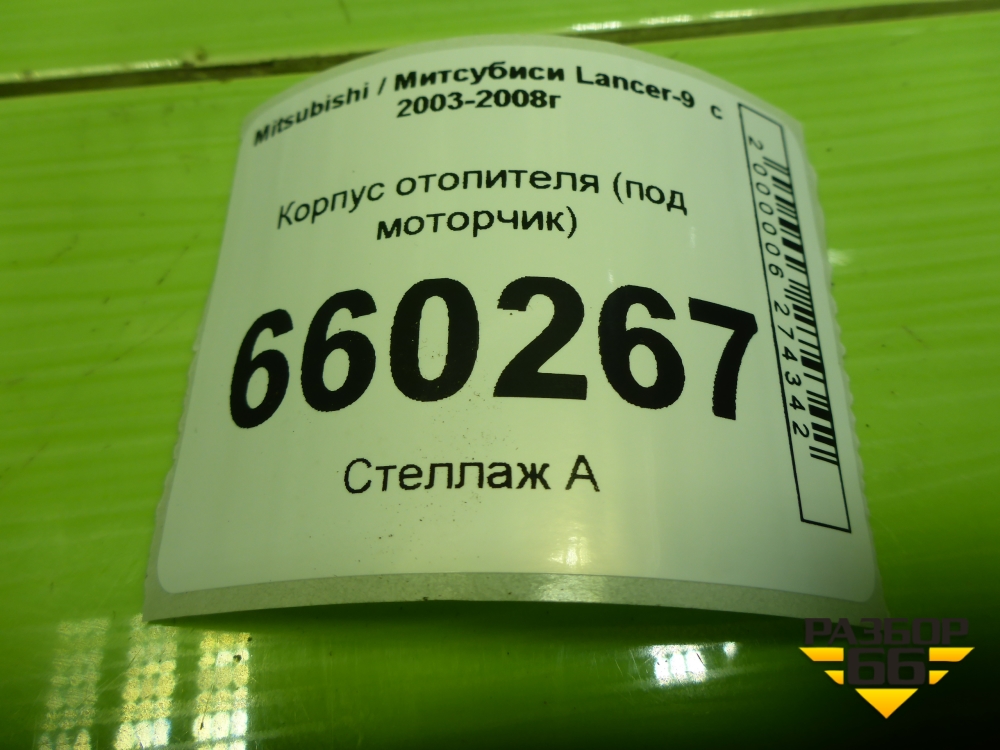 Mitsubishi / Митсубиси Lancer-9 с
2003-2008г
Корпус отопителя (под
моторчик)
660267
Стеллаж А
2000006274342
РАЗБОР
66